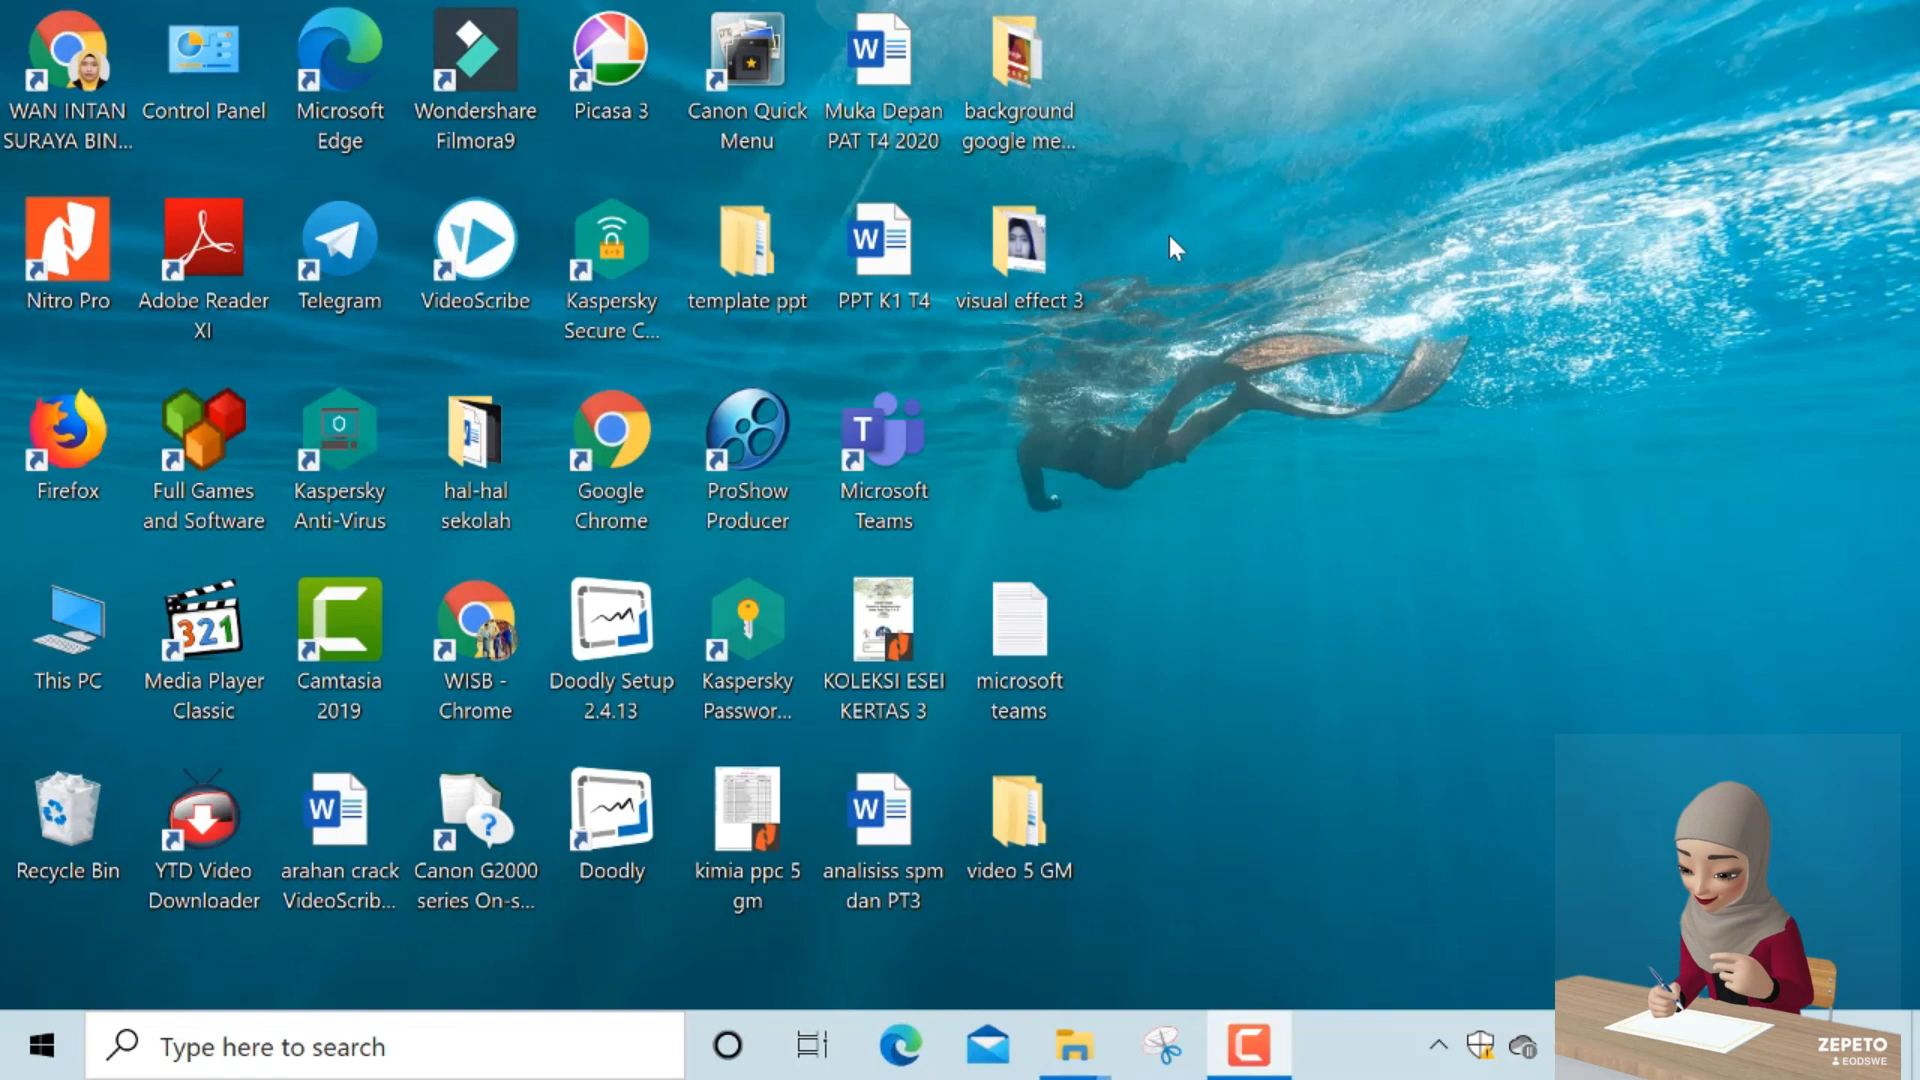 WAN INTAN
SURAYA BIN...
Control Panel
Microsoft
Edge
Wondershare
Filmora9
Picasa 3
Canon Quick
Menu
Muka Depan
PAT T4 2020
background
google me...
Nitro Pro
Adobe Reader
XI
Telegram
VideoScribe
Kaspersky
Secure C...
template ppt
PPT K1 T4
visual effect 3
Firefox
Full Games
and Software
Kaspersky
Anti-Virus
hal-hal
sekolah
Google
Chrome
ProShow
Producer
Microsoft
Teams
This PC
Media Player
Classic
Camtasia
2019
WISB -
Chrome
Doodly Setup
2.4.13
Kaspersky
Passwor...
KOLEKSI ESEI
KERTAS 3
microsoft
teams
Recycle Bin
YTD Video
Downloader
arahan crack
VideoScrib...
Canon G2000
series On-s...
Doodly
kimia ppc 5
gm
analisiss spm
dan PT3
video 5 GM
Type here to search
ZEPETO
EODSWE